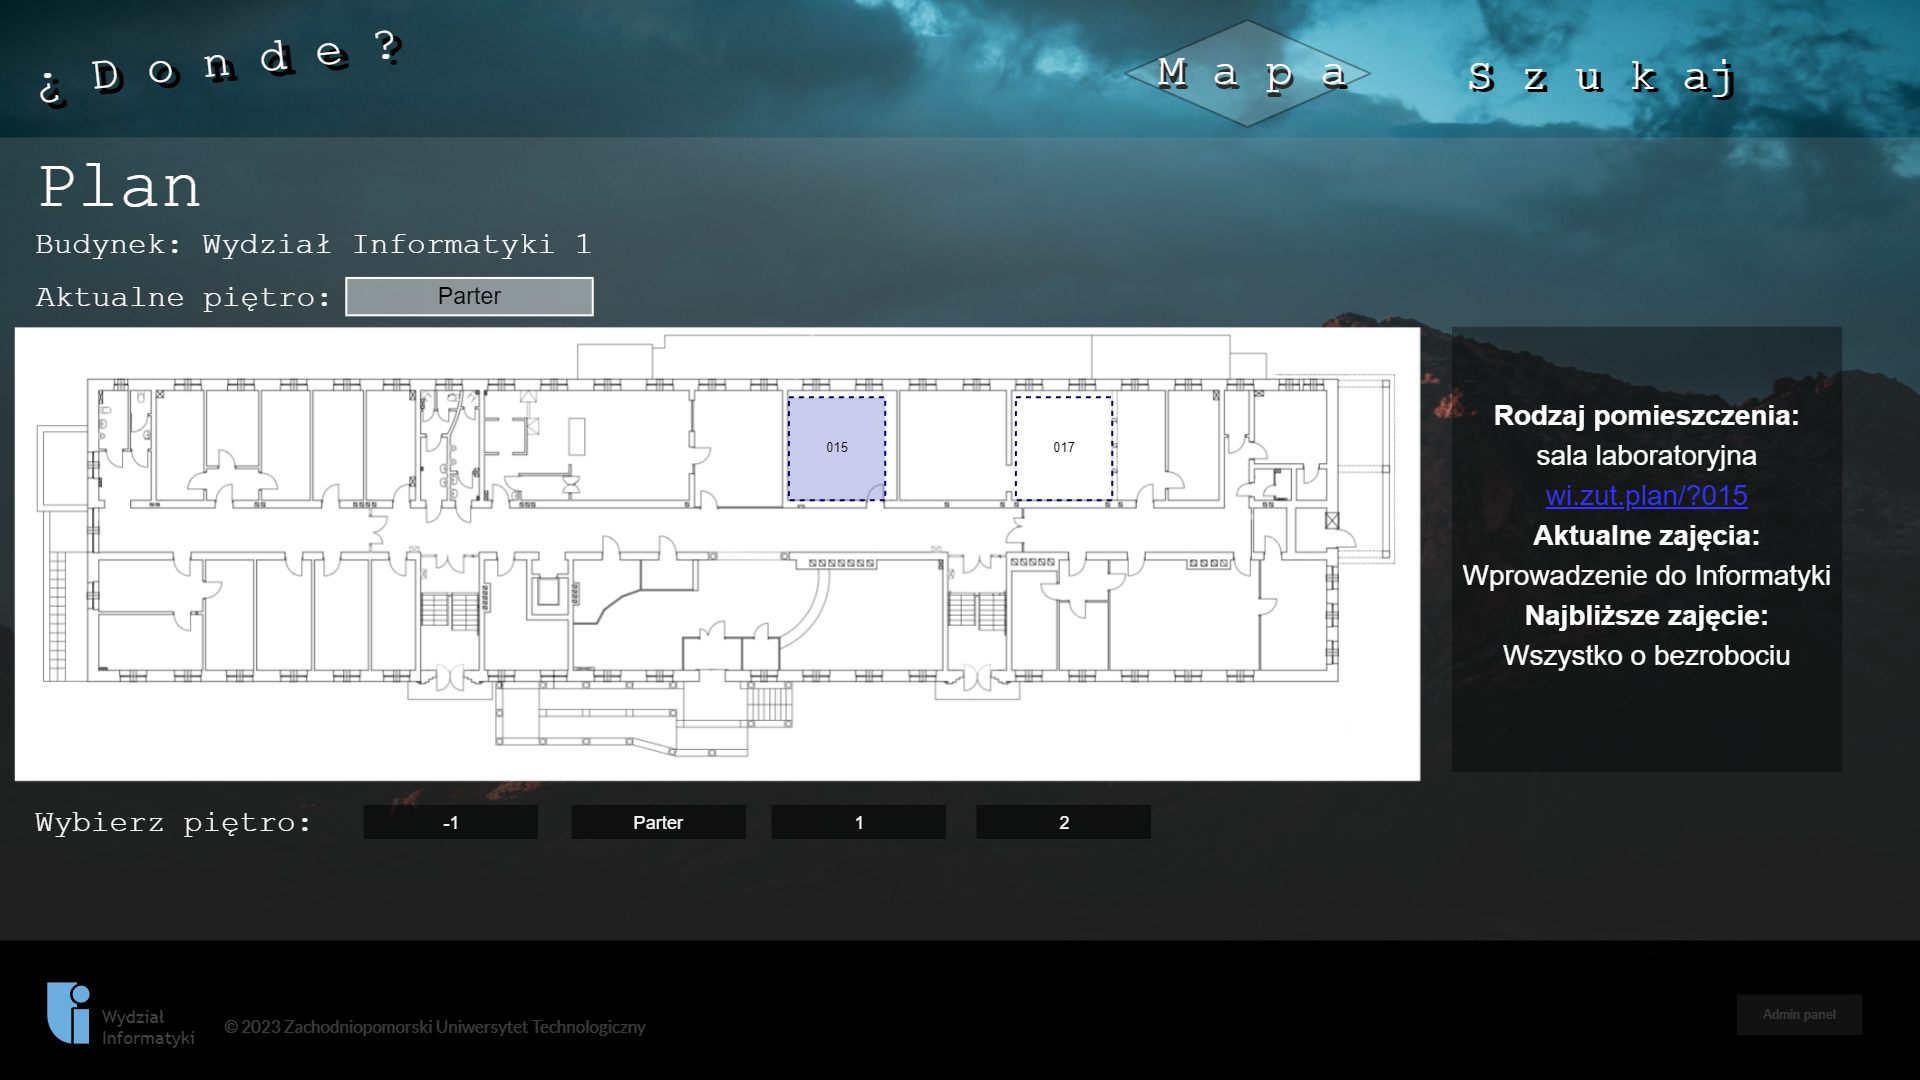 ¿Donde?
Mapa
Szukaj
Plan
Budynek: Wydział Informatyki 1
Aktualne piętro: Parter
015
017
Rodzaj pomieszczenia:
sala laboratoryjna
wi.zut.plan/?015
Aktualne zajęcia:
Wprowadzenie do Informatyki
Najbliższe zajęcie:
Wszystko o bezrobociu
Wybierz piętro:
-1
Parter
1
2
Wydział
Informatyki
© 2023 Zachodniopomorski Uniwersytet Technologiczny
Admin panel